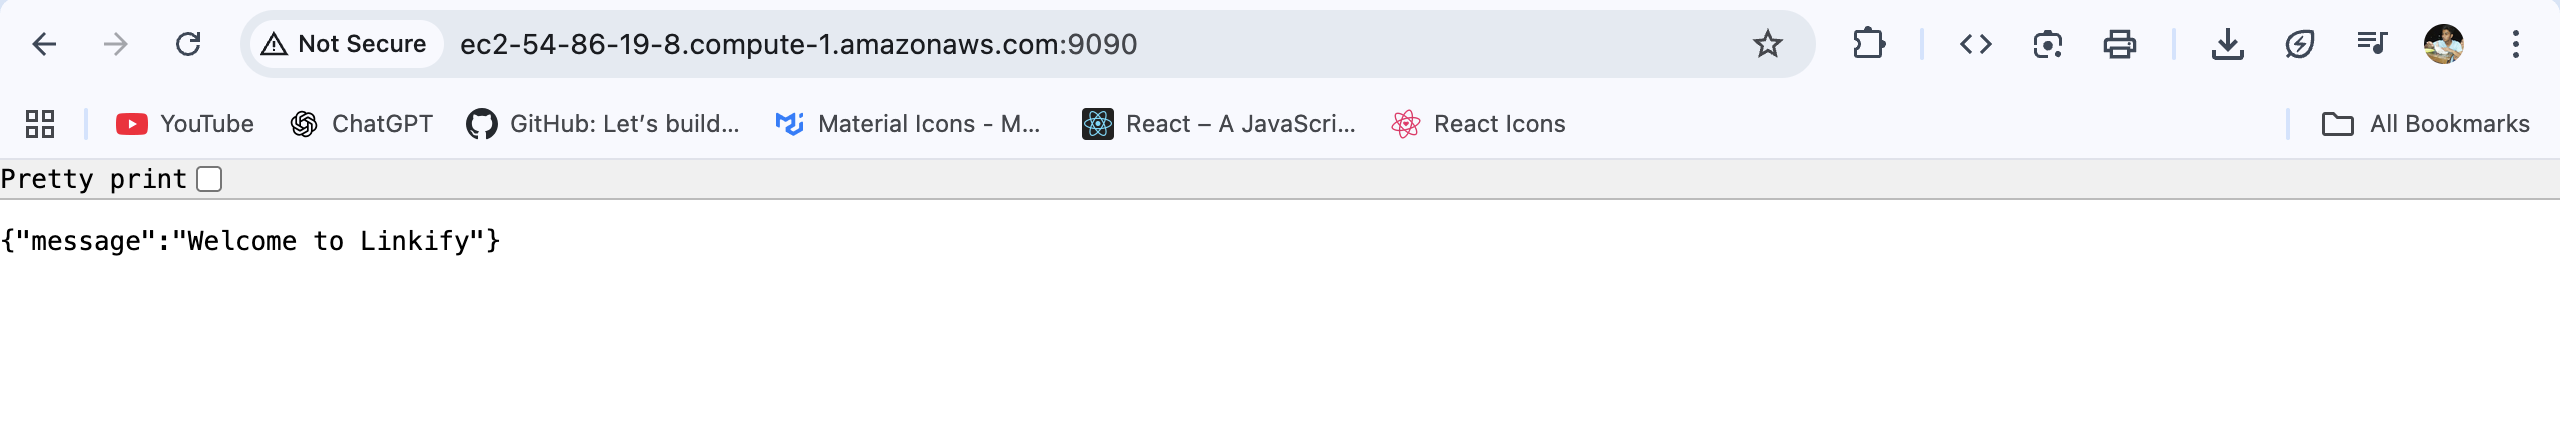 Not Secure ec2-54-86-19-8.compute-1.amazonaws.com:9090
YouTube ChatGPT GitHub: Let’s build... Material Icons - M... React – A JavaScri... React Icons All Bookmarks
Pretty print
{"message":"Welcome to Linkify"}